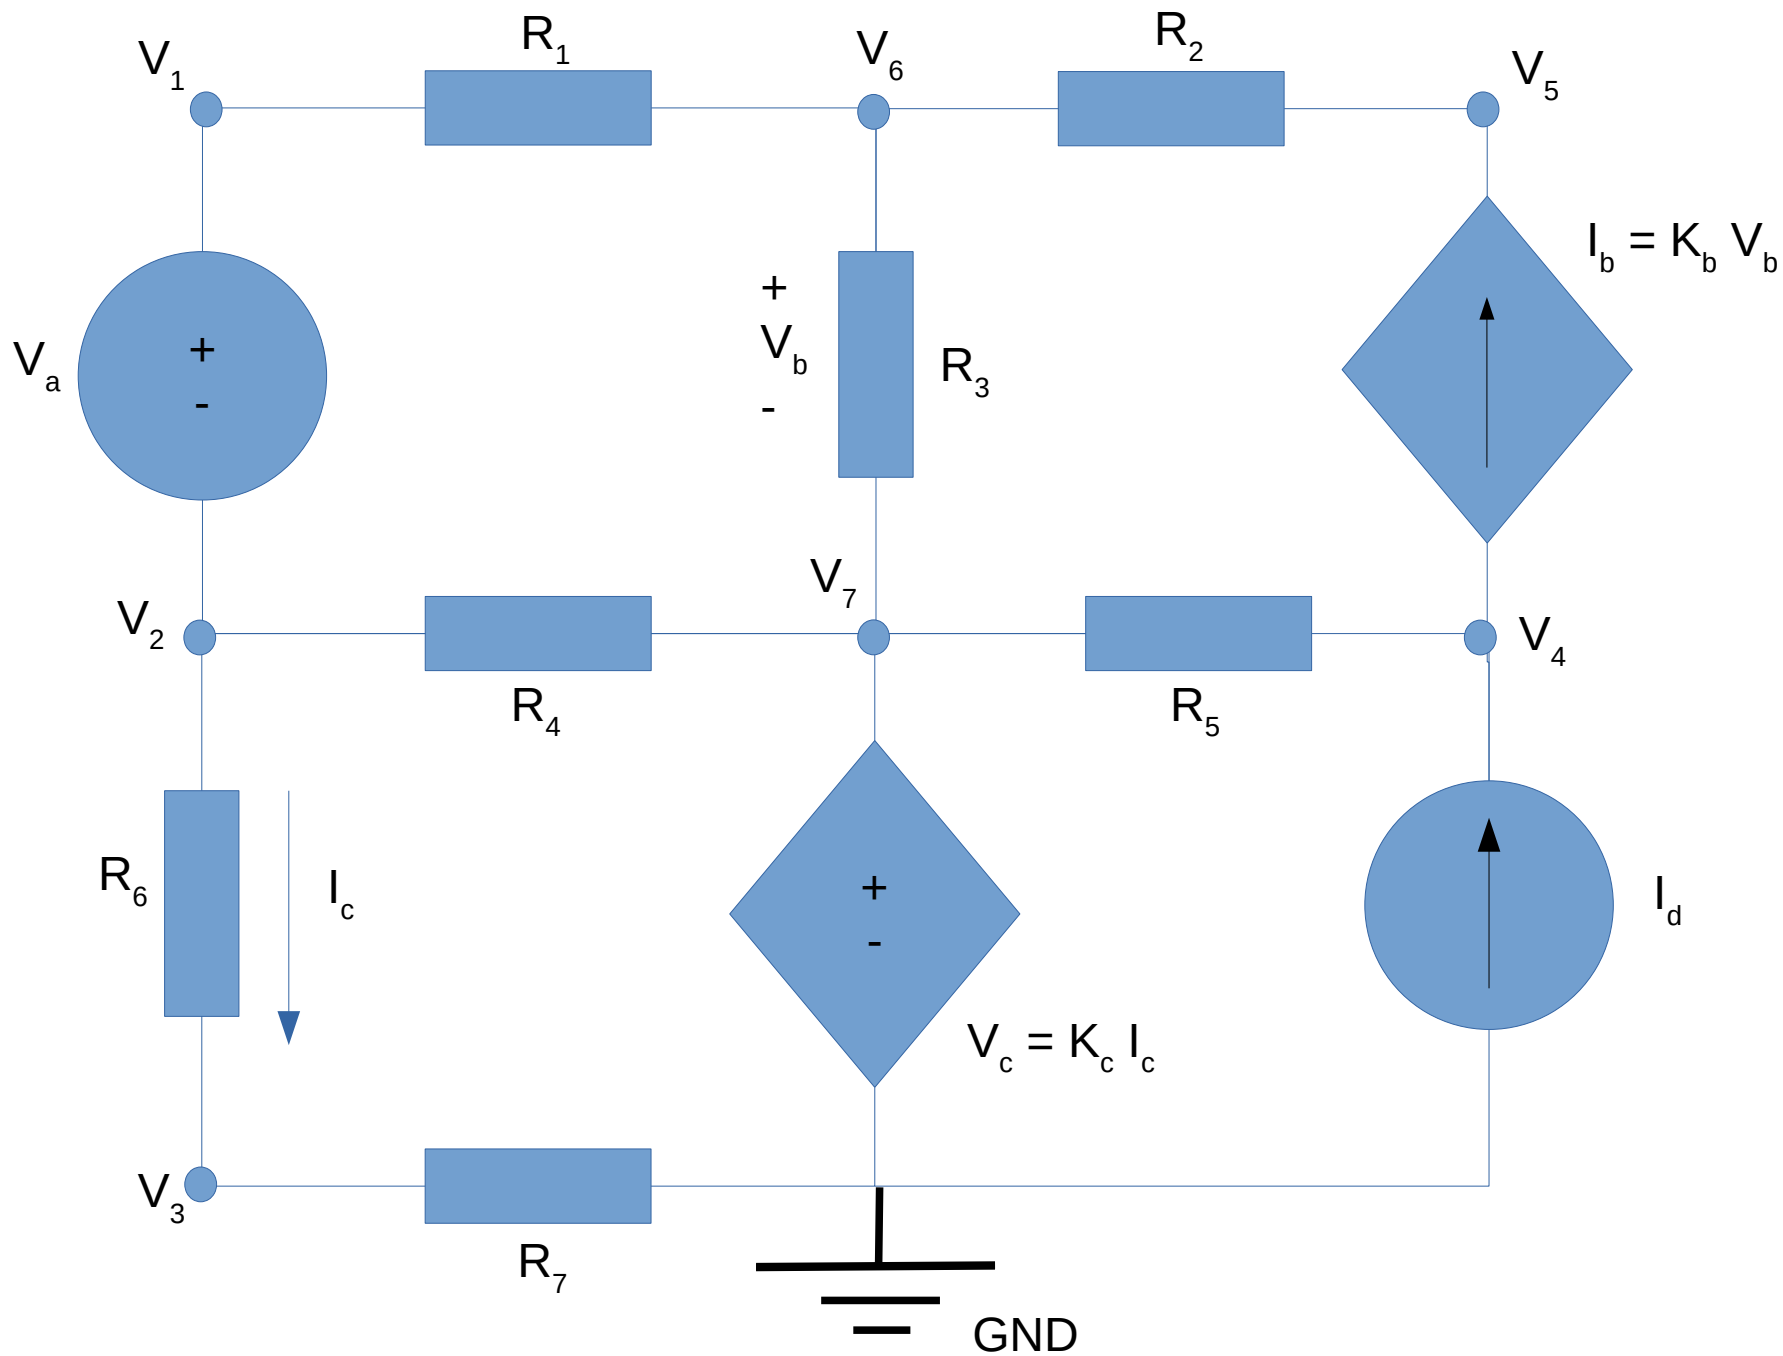 R1
R2
V1
V6
V5
Ib = Kb Vb
+
Vb
-
Va
+
-
R3
V7
V2
V4
R4
R5
R6
Ic
+
-
Id
Vc = Kc Ic
V3
R7
GND